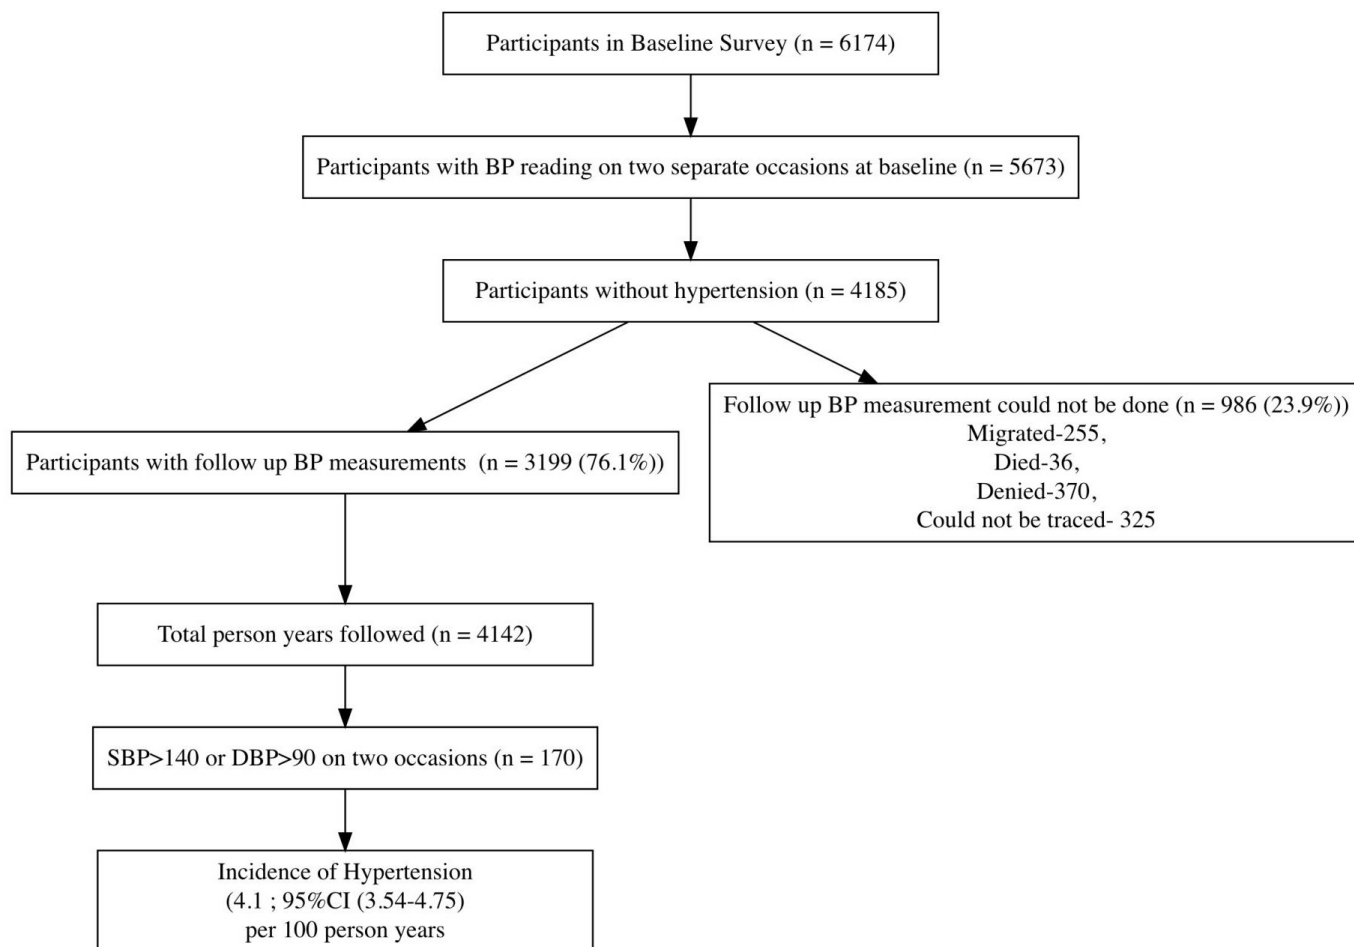 Participants in Baseline Survey (n = 6174)
Participants with BP reading on two separate occasions at baseline (n = 5673)
Participants without hypertension (n = 4185)
Follow up BP measurement could not be done (n = 986 (23.9%))
Migrated-255,
Died-36,
Denied-370,
Could not be traced- 325
Participants with follow up BP measurements  (n = 3199 (76.1%))
Total person years followed (n = 4142)
SBP>140 or DBP>90 on two occasions (n = 170)
Incidence of Hypertension
(4.1 ; 95%CI (3.54-4.75)
per 100 person years